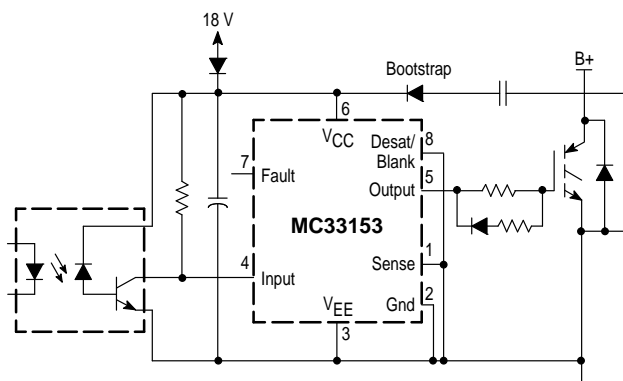 18 V
Bootstrap
B+
6
VCC
Desat/
Blank
8
7
Fault
5
Output
MC33153
4
Input
1
Sense
VEE
Gnd
2
3